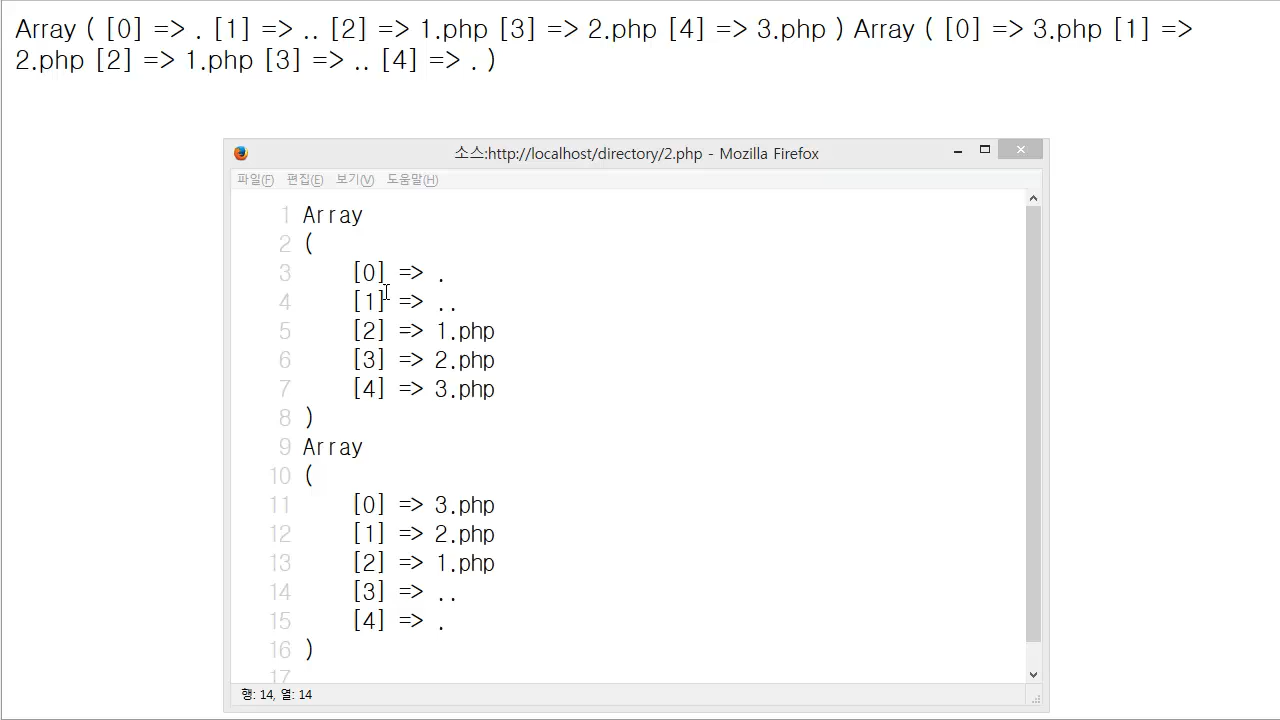 Array ( [0] => . [1] => .. [2] => 1.php [3] => 2.php [4] => 3.php ) Array ( [0] => 3.php [1] =>
2.php [2] => 1.php [3] => .. [4] => . )
소스:http://localhost/directory/2.php - Mozilla Firefox
파일(F) 편집(E) 보기(V) 도움말(H)
1 Array
2 (
3 [0] => .
4 [1] => ..
5 [2] => 1.php
6 [3] => 2.php
7 [4] => 3.php
8 )
9 Array
10 (
11 [0] => 3.php
12 [1] => 2.php
13 [2] => 1.php
14 [3] => ..
15 [4] => .
16 )
17
행: 14, 열: 14